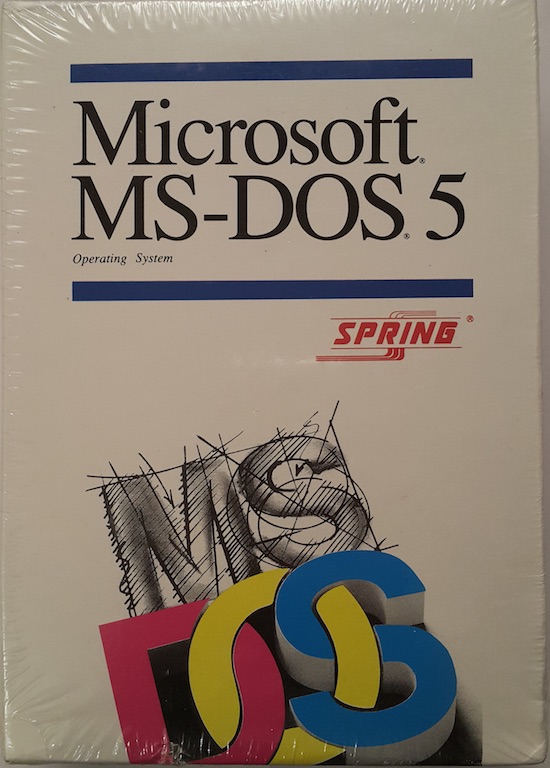 Microsoft®
MS-DOS® 5
Operating System
SPRING®
MS
DOS